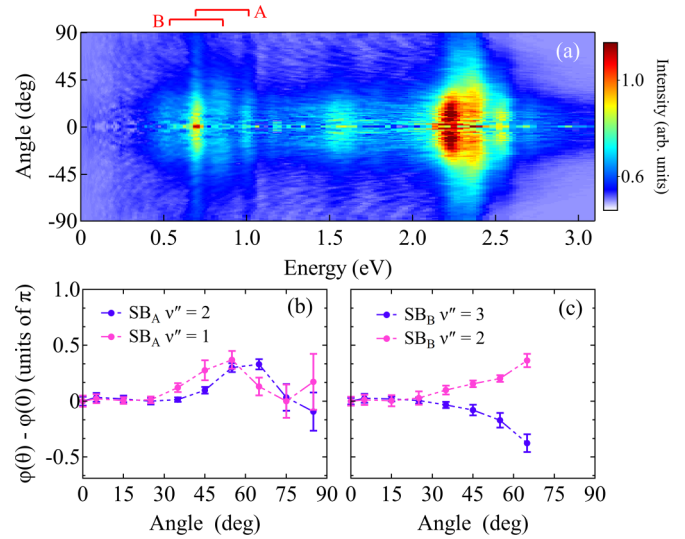 A
B
(a)
90
45
0
-45
-90
Angle (deg)
0
0.5
1.0
1.5
2.0
2.5
3.0
Energy (eV)
1.0
0.6
Intensity (arb. units)
(b)
SB_A ν″ = 2
SB_A ν″ = 1
1.0
0.5
0
-0.5
φ(θ) - φ(0) (units of π)
0
15
30
45
60
75
90
Angle (deg)
(c)
SB_B ν″ = 3
SB_B ν″ = 2
0
15
30
45
60
75
90
Angle (deg)